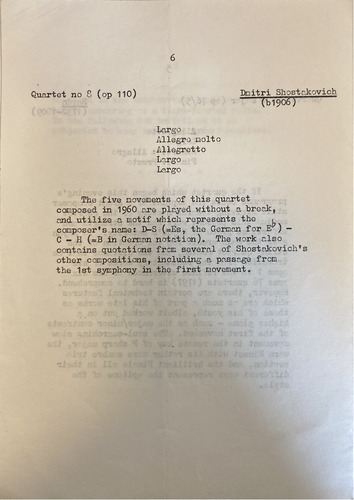 6
Quartet no 8 (op 110) Dmitri Shostakovich
(b1906)
Largo
Allegro molto
Allegretto
Largo
Largo
The five movements of this quartet
composed in 1960 are played without a break,
and utilize a motif which represents the
composer's name: D-S (=Es, the German for E♭) -
C - H (=B in German notation). The work also
contains quotations from several of Shostakovich's
other compositions, including a passage from
the 1st symphony in the first movement.